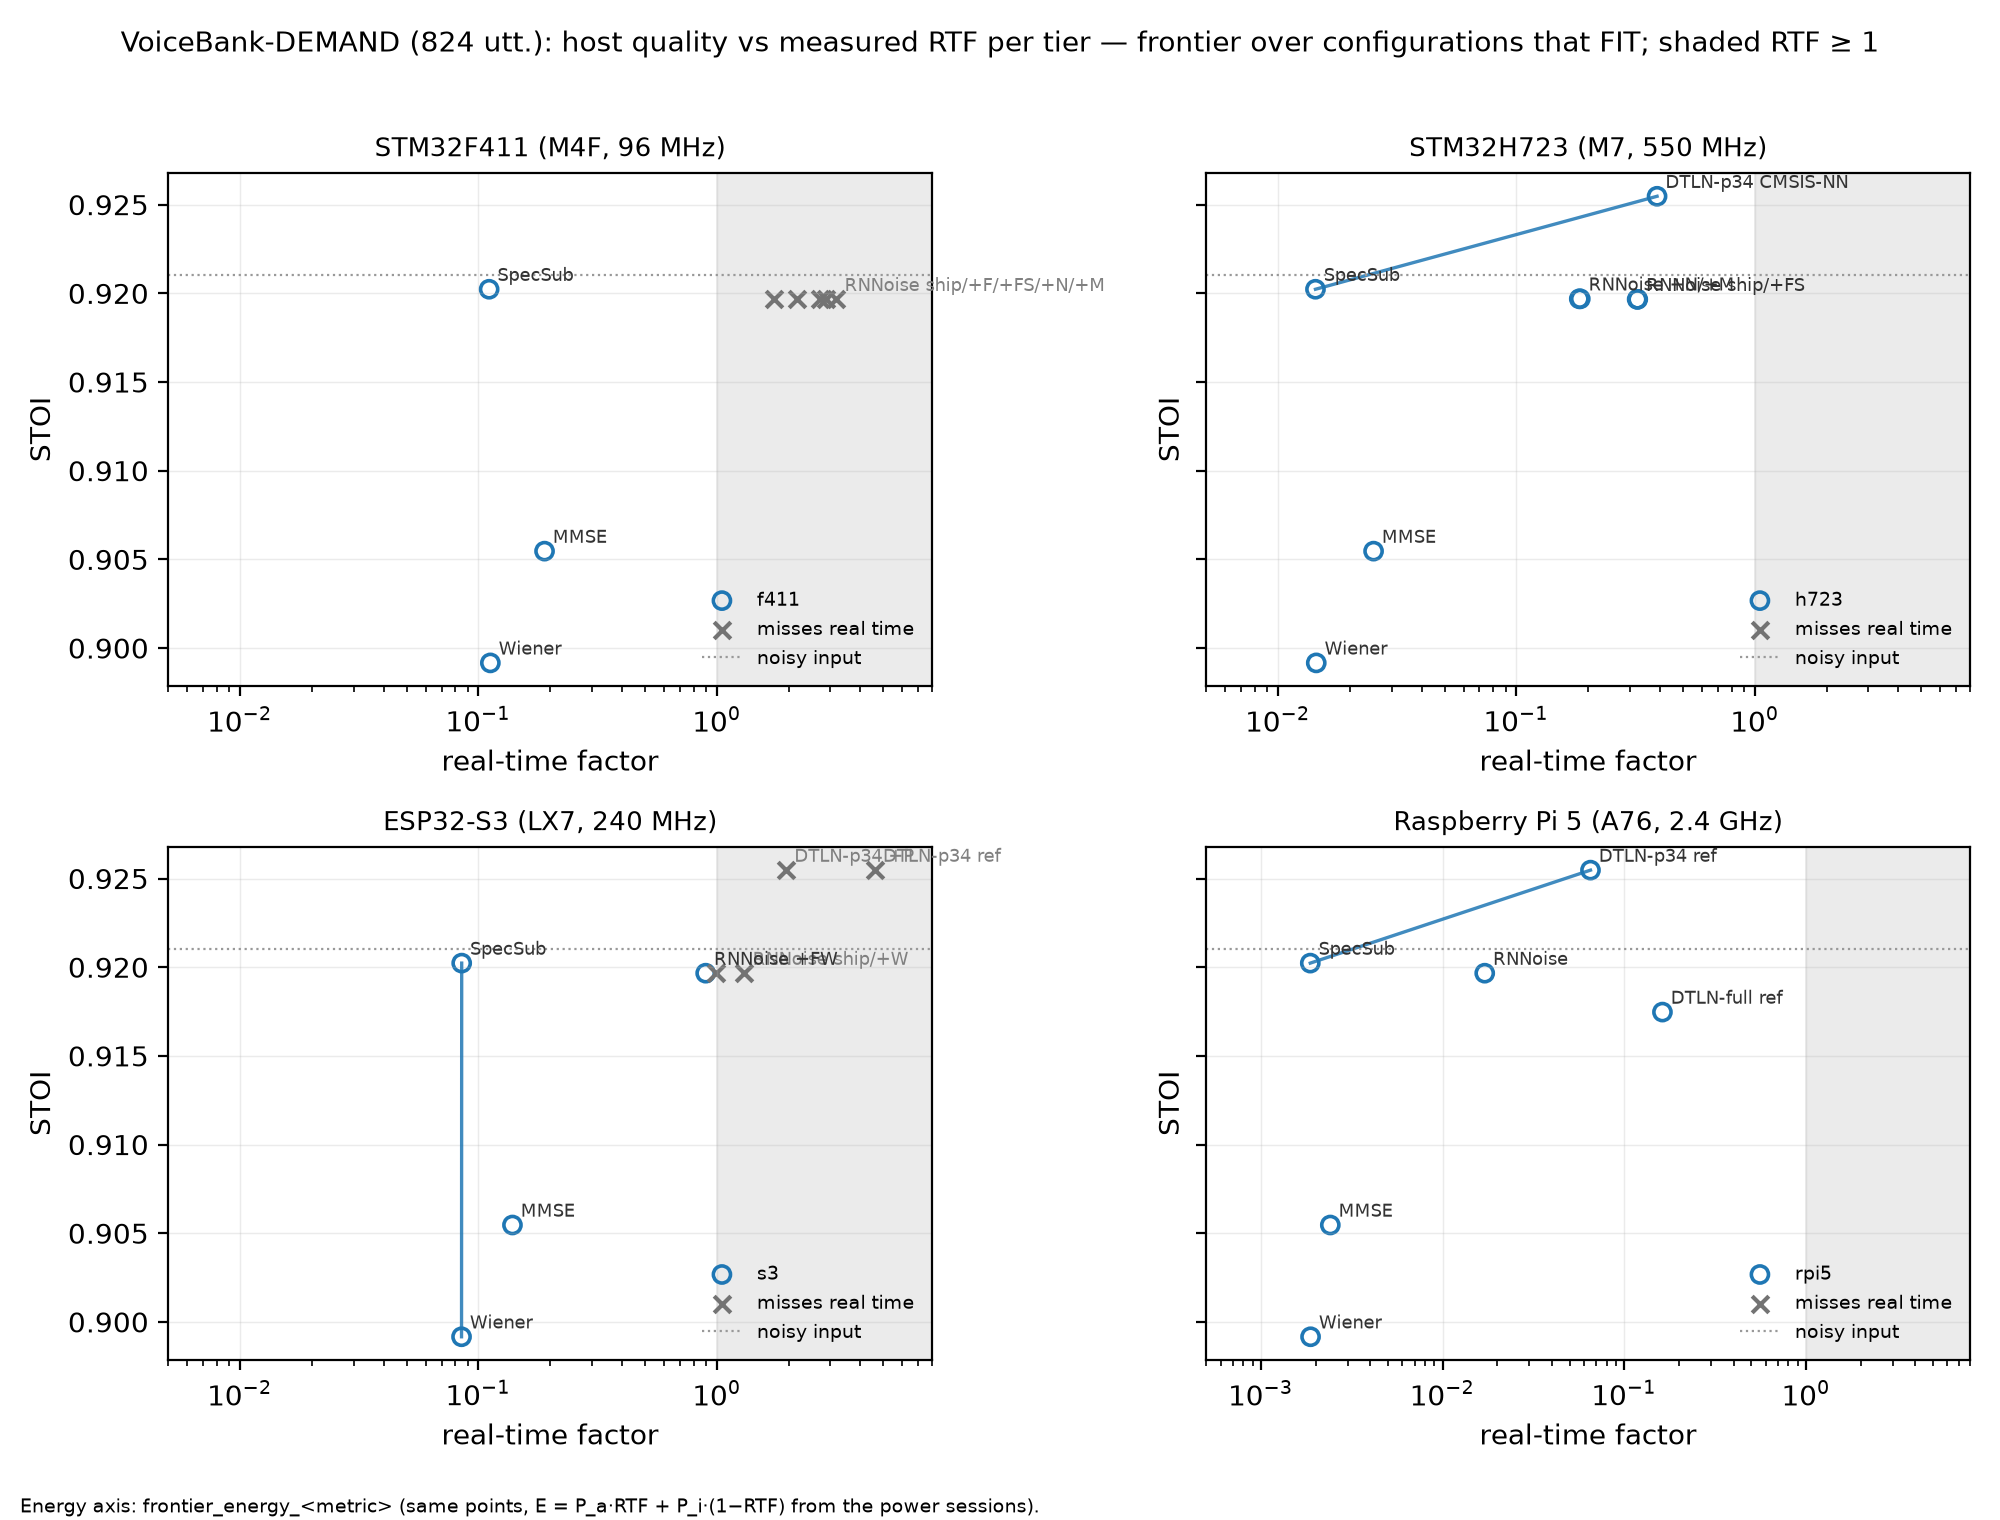 VoiceBank-DEMAND (824 utt.): host quality vs measured RTF per tier — frontier over configurations that FIT; shaded RTF ≥ 1
STM32F411 (M4F, 96 MHz)
STOI
0.925
0.920
0.915
0.910
0.905
0.900
SpecSub
RNNoise ship/+F/+FS/+N/+M
MMSE
Wiener
f411
misses real time
noisy input
10⁻²
10⁻¹
10⁰
real-time factor
STM32H723 (M7, 550 MHz)
STOI
DTLN-p34 CMSIS-NN
SpecSub
RNNoise +N/+M
RNNoise ship/+FS
MMSE
Wiener
h723
misses real time
noisy input
10⁻²
10⁻¹
10⁰
real-time factor
ESP32-S3 (LX7, 240 MHz)
STOI
0.925
0.920
0.915
0.910
0.905
0.900
DTLN-p34
DTLN-p34 ref
SpecSub
RNNoise +FW
RNNoise ship/+W
MMSE
Wiener
s3
misses real time
noisy input
10⁻²
10⁻¹
10⁰
real-time factor
Raspberry Pi 5 (A76, 2.4 GHz)
STOI
DTLN-p34 ref
SpecSub
RNNoise
DTLN-full ref
MMSE
Wiener
rpi5
misses real time
noisy input
10⁻³
10⁻²
10⁻¹
10⁰
real-time factor
Energy axis: frontier_energy_<metric> (same points, E = P_a·RTF + P_i·(1−RTF) from the power sessions).